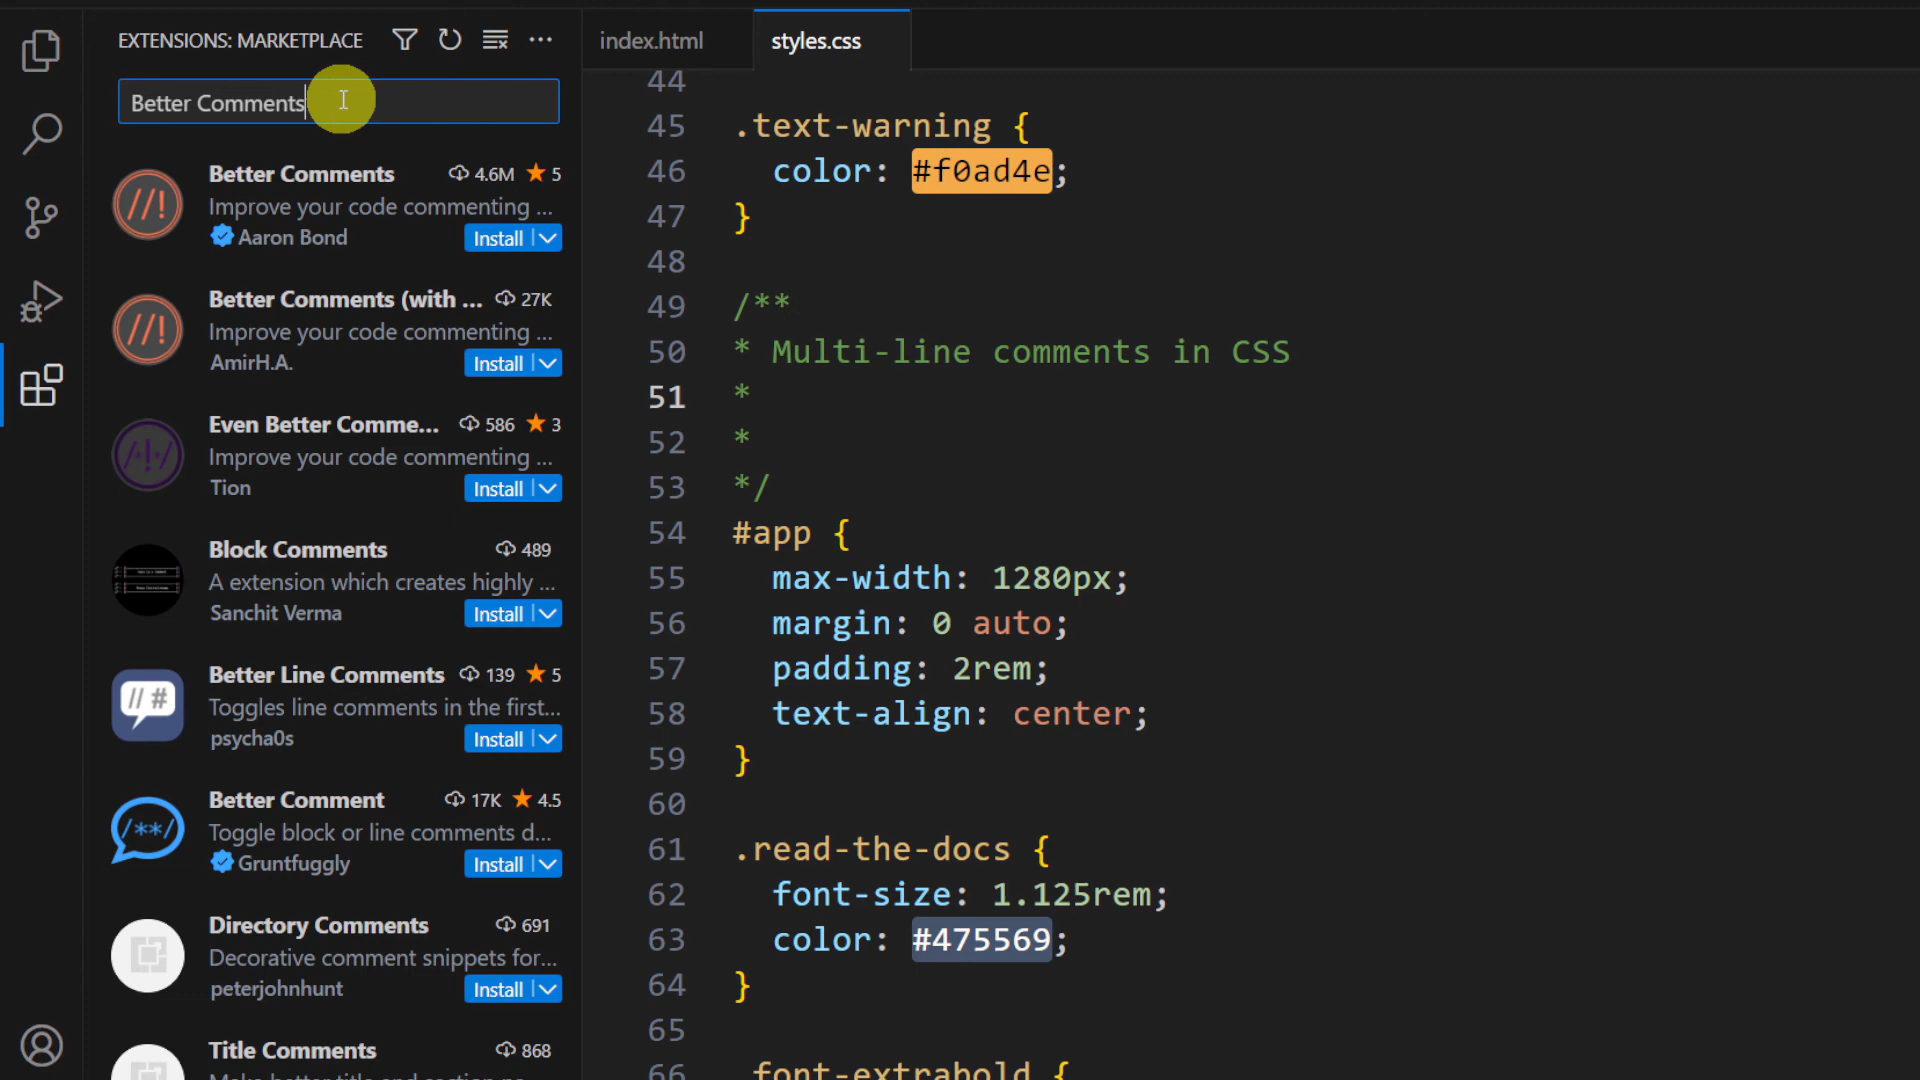 EXTENSIONS: MARKETPLACE
Better Comments
Better Comments 4.6M 5
Improve your code commenting ...
Aaron Bond Install
Better Comments (with ... 27K
Improve your code commenting ...
AmirH.A. Install
Even Better Comme... 586 3
Improve your code commenting ...
Tion Install
Block Comments 489
A extension which creates highly ...
Sanchit Verma Install
Better Line Comments 139 5
Toggles line comments in the first...
psycha0s Install
Better Comment 17K 4.5
Toggle block or line comments d...
Gruntfuggly Install
Directory Comments 691
Decorative comment snippets for...
peterjohnhunt Install
Title Comments 868
index.html styles.css
44
45 .text-warning {
46 color: #f0ad4e;
47 }
48
49 /**
50 * Multi-line comments in CSS
51 *
52 *
53 */
54 #app {
55 max-width: 1280px;
56 margin: 0 auto;
57 padding: 2rem;
58 text-align: center;
59 }
60
61 .read-the-docs {
62 font-size: 1.125rem;
63 color: #475569;
64 }
65
66 .font-extrabold {